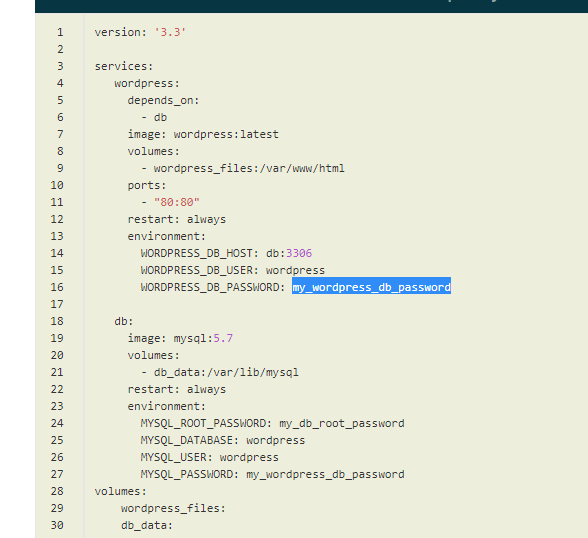 1 version: '3.3'
2
3 services:
4 wordpress:
5 depends_on:
6 - db
7 image: wordpress:latest
8 volumes:
9 - wordpress_files:/var/www/html
10 ports:
11 - "80:80"
12 restart: always
13 environment:
14 WORDPRESS_DB_HOST: db:3306
15 WORDPRESS_DB_USER: wordpress
16 WORDPRESS_DB_PASSWORD: my_wordpress_db_password
17
18 db:
19 image: mysql:5.7
20 volumes:
21 - db_data:/var/lib/mysql
22 restart: always
23 environment:
24 MYSQL_ROOT_PASSWORD: my_db_root_password
25 MYSQL_DATABASE: wordpress
26 MYSQL_USER: wordpress
27 MYSQL_PASSWORD: my_wordpress_db_password
28 volumes:
29 wordpress_files:
30 db_data: